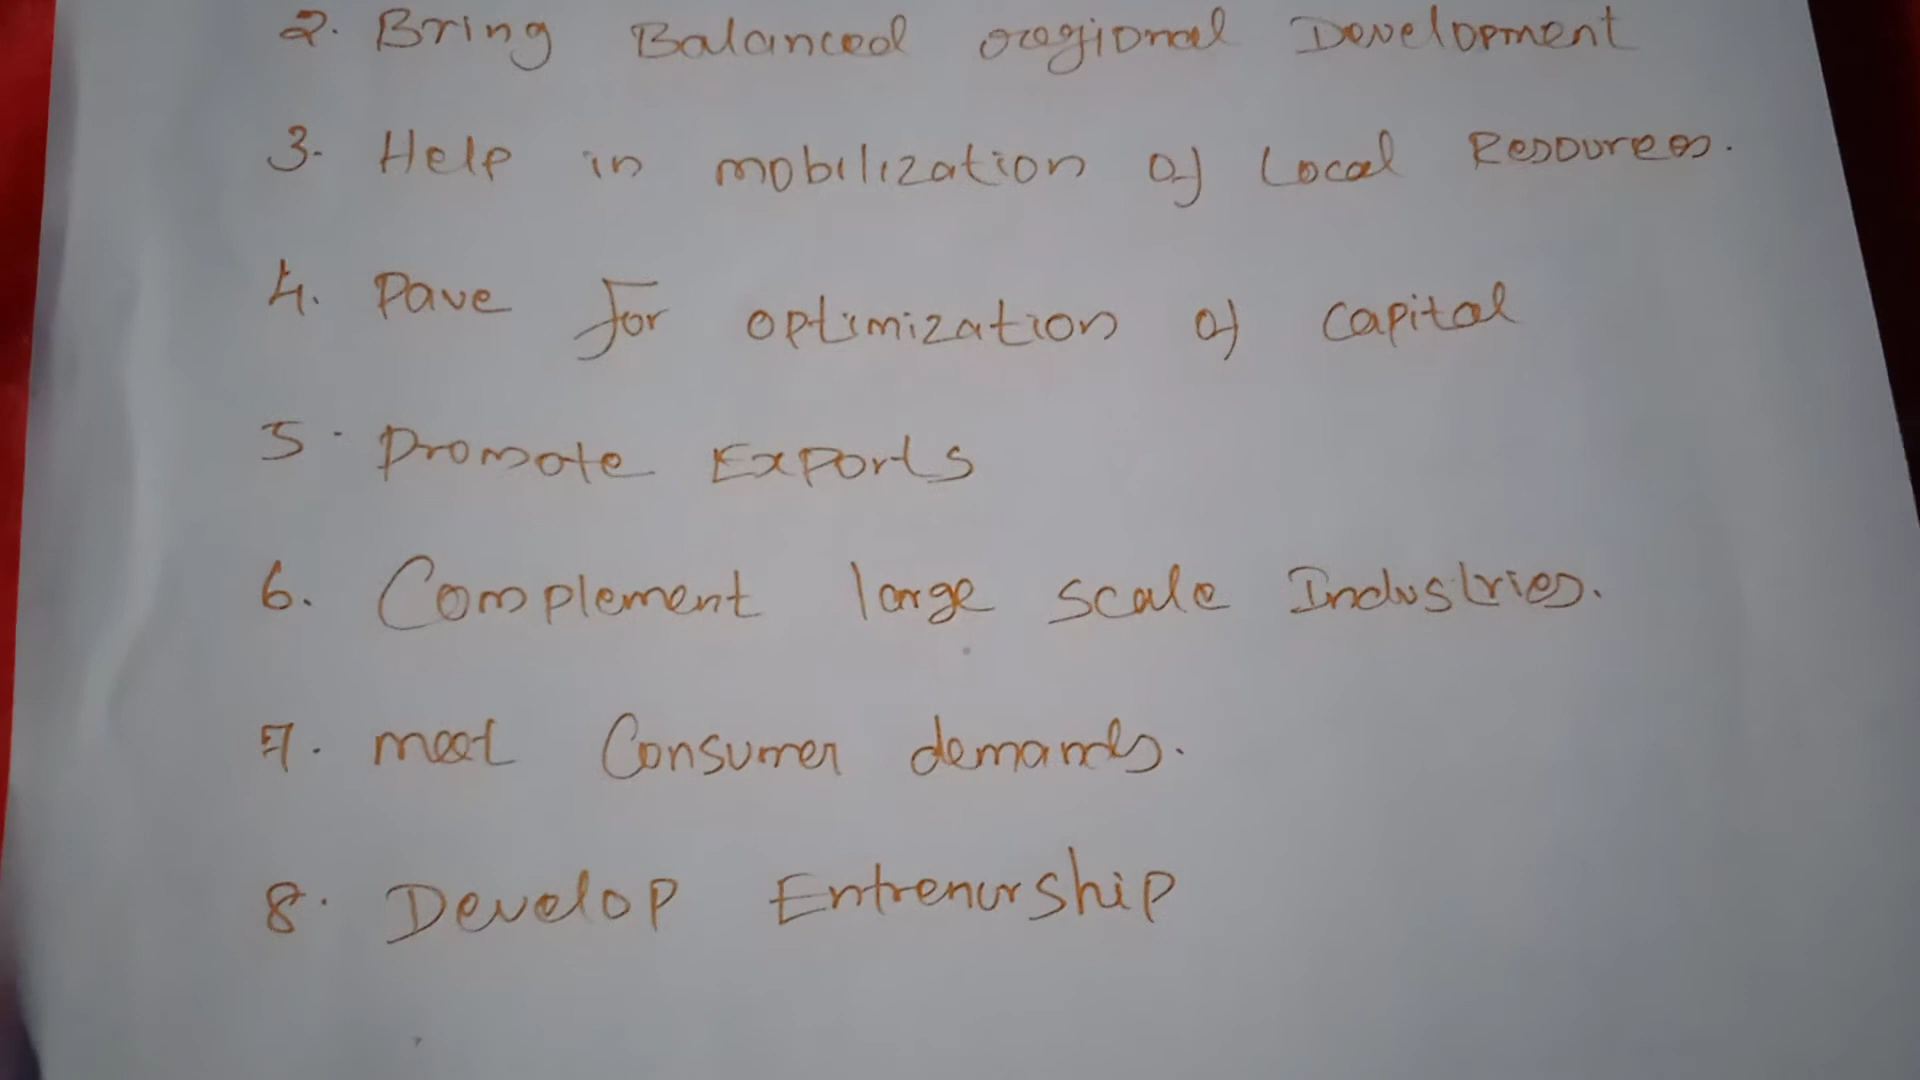 2. Bring Balanced regional Development
3. Help in mobilization of Local Resources.
4. Pave for optimization of capital
5. Promote Exports
6. Complement large scale Industries.
7. meet Consumer demands.
8. Develop Entrenurship